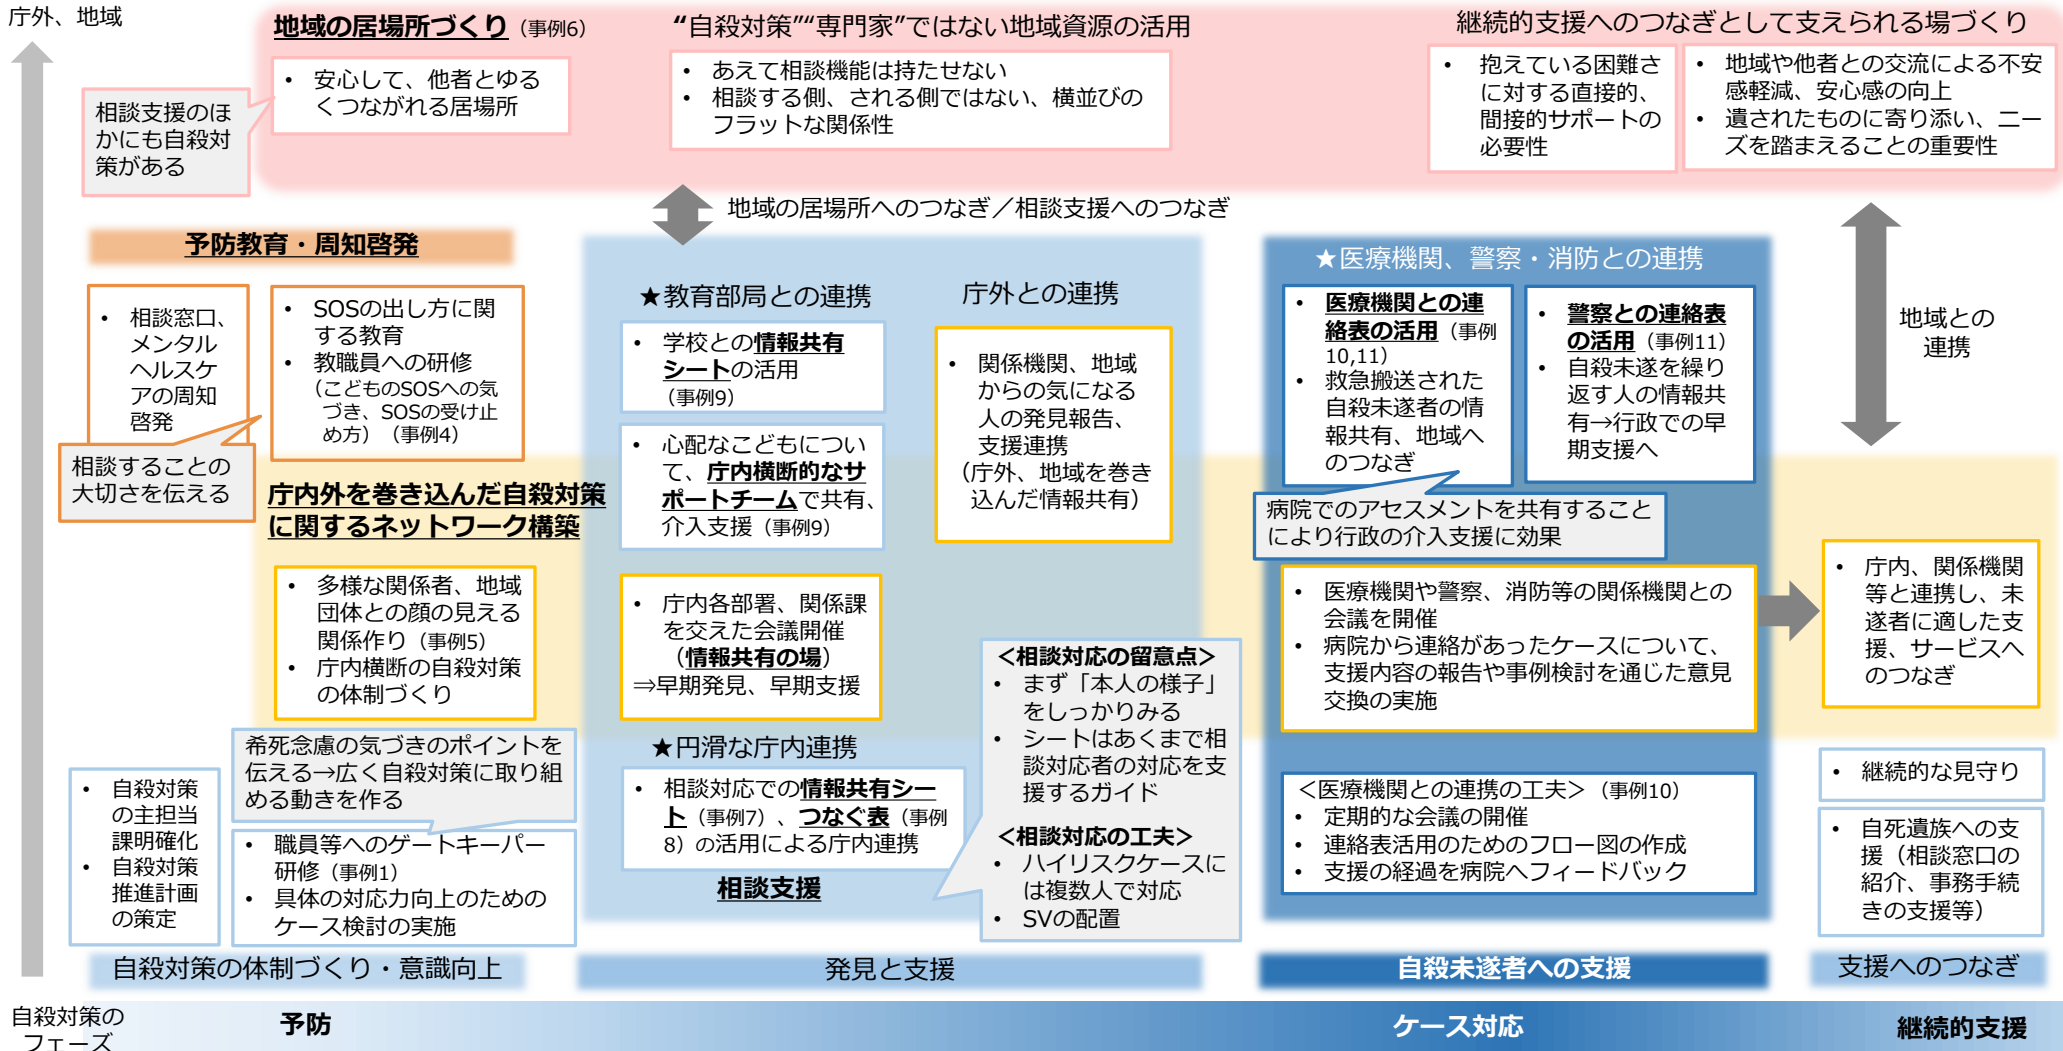 庁外、地域
地域の居場所づくり（事例6）
“自殺対策”“専門家”ではない地域資源の活用
継続的支援へのつなぎとして支えられる場づくり
• 安心して、他者とゆる
くつながれる居場所
• あえて相談機能は持たせない
• 相談する側、される側ではない、横並びの
フラットな関係性
• 抱えている困難さ
に対する直接的、
間接的サポートの
必要性
• 地域や他者との交流による不安
感軽減、安心感の向上
• 遺されたものに寄り添い、ニー
ズを踏まえることの重要性
相談支援のほ
かにも自殺対
策がある
地域の居場所へのつなぎ／相談支援へのつなぎ
予防教育・周知啓発
• 相談窓口、
メンタル
ヘルスケ
アの周知
啓発
• SOSの出し方に関
する教育
• 教職員への研修
（こどものSOSへの気
づき、SOSの受け止
め方）（事例4）
相談することの
大切さを伝える
庁内外を巻き込んだ自殺対策
に関するネットワーク構築
• 多様な関係者、地域
団体との顔の見える
関係作り（事例5）
• 庁内横断の自殺対策
の体制づくり
希死念慮の気づきのポイントを
伝える→広く自殺対策に取り組
める動きを作る
• 自殺対策
の主担当
課明確化
• 自殺対策
推進計画
の策定
• 職員等へのゲートキーパー
研修（事例1）
• 具体の対応力向上のための
ケース検討の実施
自殺対策の体制づくり・意識向上
★教育部局との連携
• 学校との情報共有
シートの活用
（事例9）
• 心配なこどもについ
て、庁内横断的なサ
ポートチームで共有、
介入支援（事例9）
庁外との連携
• 関係機関、地域
からの気になる
人の発見報告、
支援連携
（庁外、地域を巻き
込んだ情報共有）
• 庁内各部署、関係課
を交えた会議開催
（情報共有の場）
⇒早期発見、早期支援
★円滑な庁内連携
• 相談対応での情報共有シー
ト（事例7）、つなぐ表（事例
8）の活用による庁内連携
相談支援
＜相談対応の留意点＞
• まず「本人の様子」
をしっかりみる
• シートはあくまで相
談対応者の対応を支
援するガイド
＜相談対応の工夫＞
• ハイリスクケースに
は複数人で対応
• SVの配置
発見と支援
★医療機関、警察・消防との連携
• 医療機関との連
絡表の活用（事例
10,11）
• 救急搬送された
自殺未遂者の情
報共有、地域へ
のつなぎ
• 警察との連絡表
の活用（事例11）
• 自殺未遂を繰り
返す人の情報共
有→行政での早
期支援へ
病院でのアセスメントを共有すること
により行政の介入支援に効果
• 医療機関や警察、消防等の関係機関との
会議を開催
• 病院から連絡があったケースについて、
支援内容の報告や事例検討を通じた意見
交換の実施
＜医療機関との連携の工夫＞（事例10）
• 定期的な会議の開催
• 連絡表活用のためのフロー図の作成
• 支援の経過を病院へフィードバック
自殺未遂者への支援
地域との
連携
• 庁内、関係機関
等と連携し、未
遂者に適した支
援、サービスへ
のつなぎ
• 継続的な見守り
• 自死遺族への支
援（相談窓口の
紹介、事務手続
きの支援等）
支援へのつなぎ
自殺対策の
フェーズ
予防
ケース対応
継続的支援